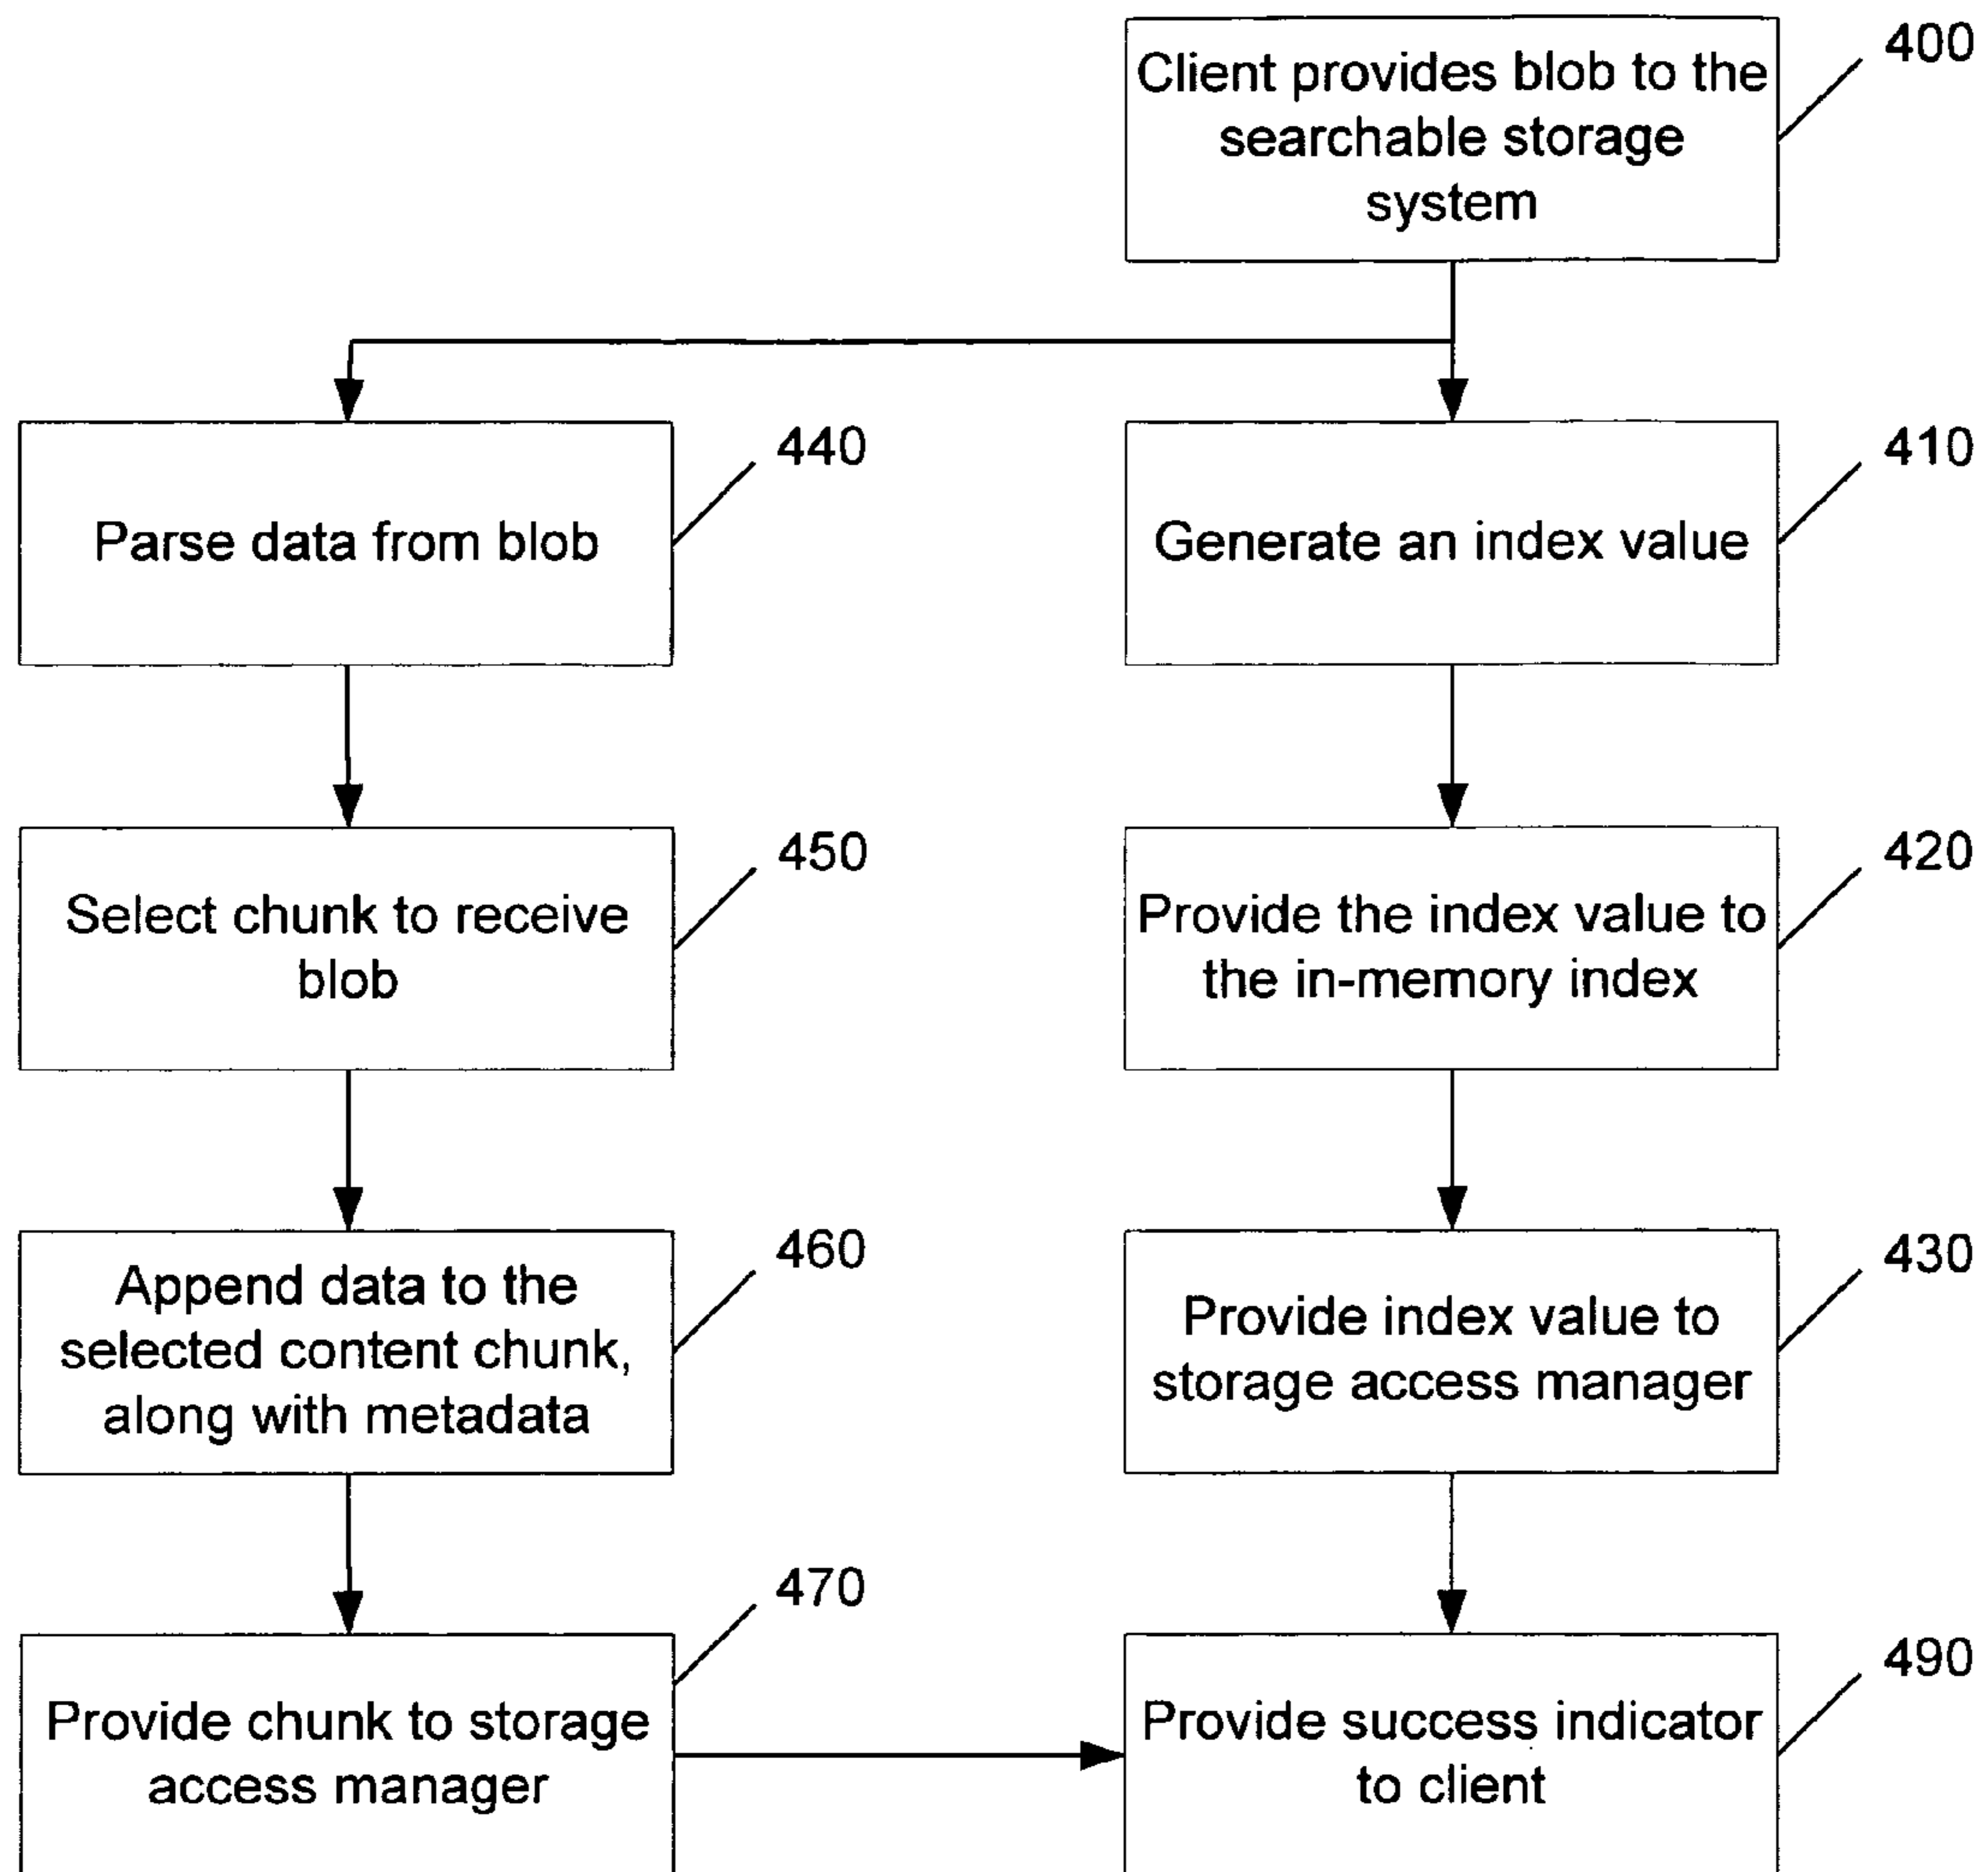 Client provides blob to the
searchable storage
system
400
Parse data from blob
440
Generate an index value
410
Select chunk to receive
blob
450
Provide the index value to
the in-memory index
420
Append data to the
selected content chunk,
along with metadata
460
Provide index value to
storage access manager
430
Provide chunk to storage
access manager
470
Provide success indicator
to client
490